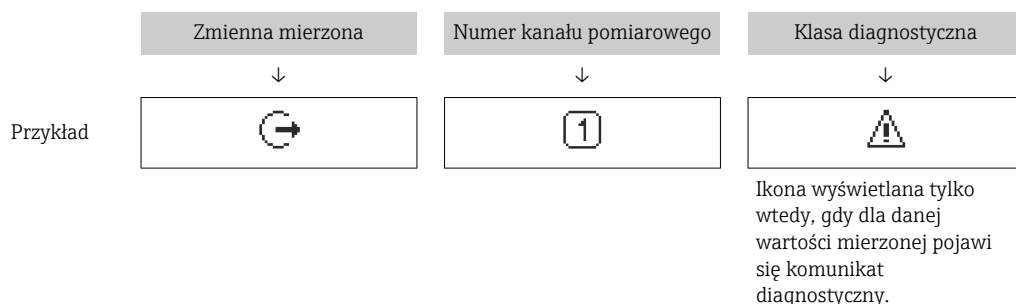 Zmienna mierzona
Numer kanału pomiarowego
Klasa diagnostyczna
↓ ↓ ↓
Przykład
1
Ikona wyświetlana tylko
wtedy, gdy dla danej
wartości mierzonej pojawi
się komunikat
diagnostyczny.